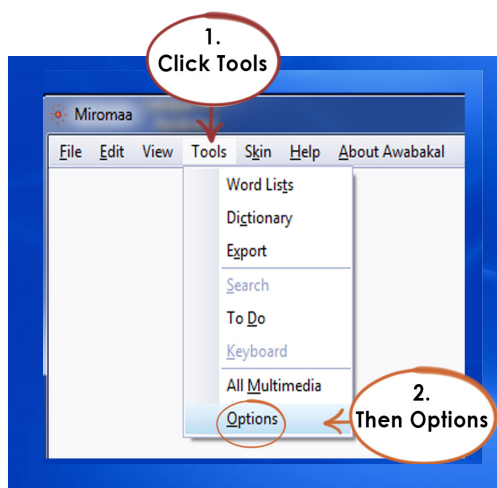 1.
Click Tools
Miromaa
File Edit View Tools Skin Help About Awabakal
Word Lists
Dictionary
Export
Search
To Do
Keyboard
All Multimedia
Options
2.
Then Options